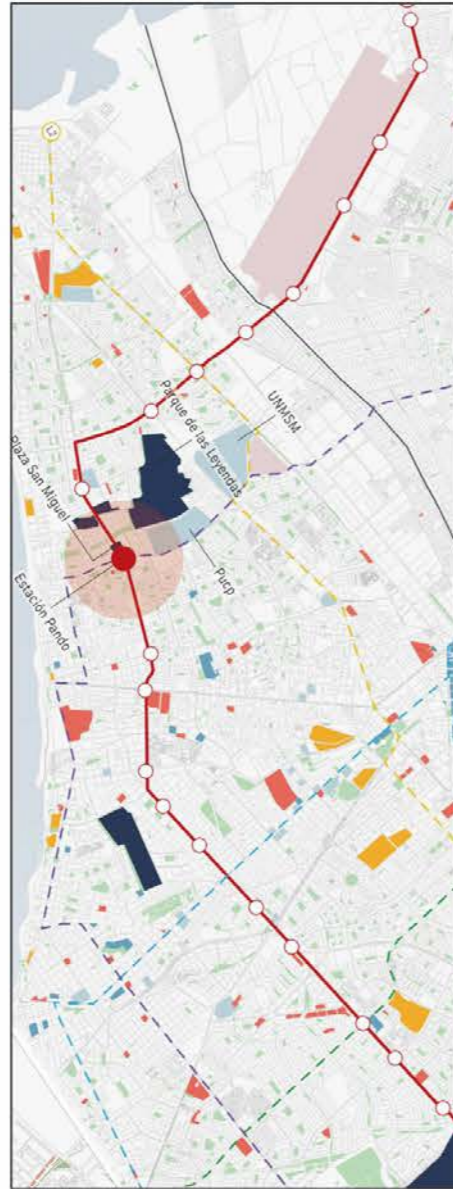 L2
UNMSM
Parque de las Leyendas
Plaza San Miguel
Pucp
Estación Pando